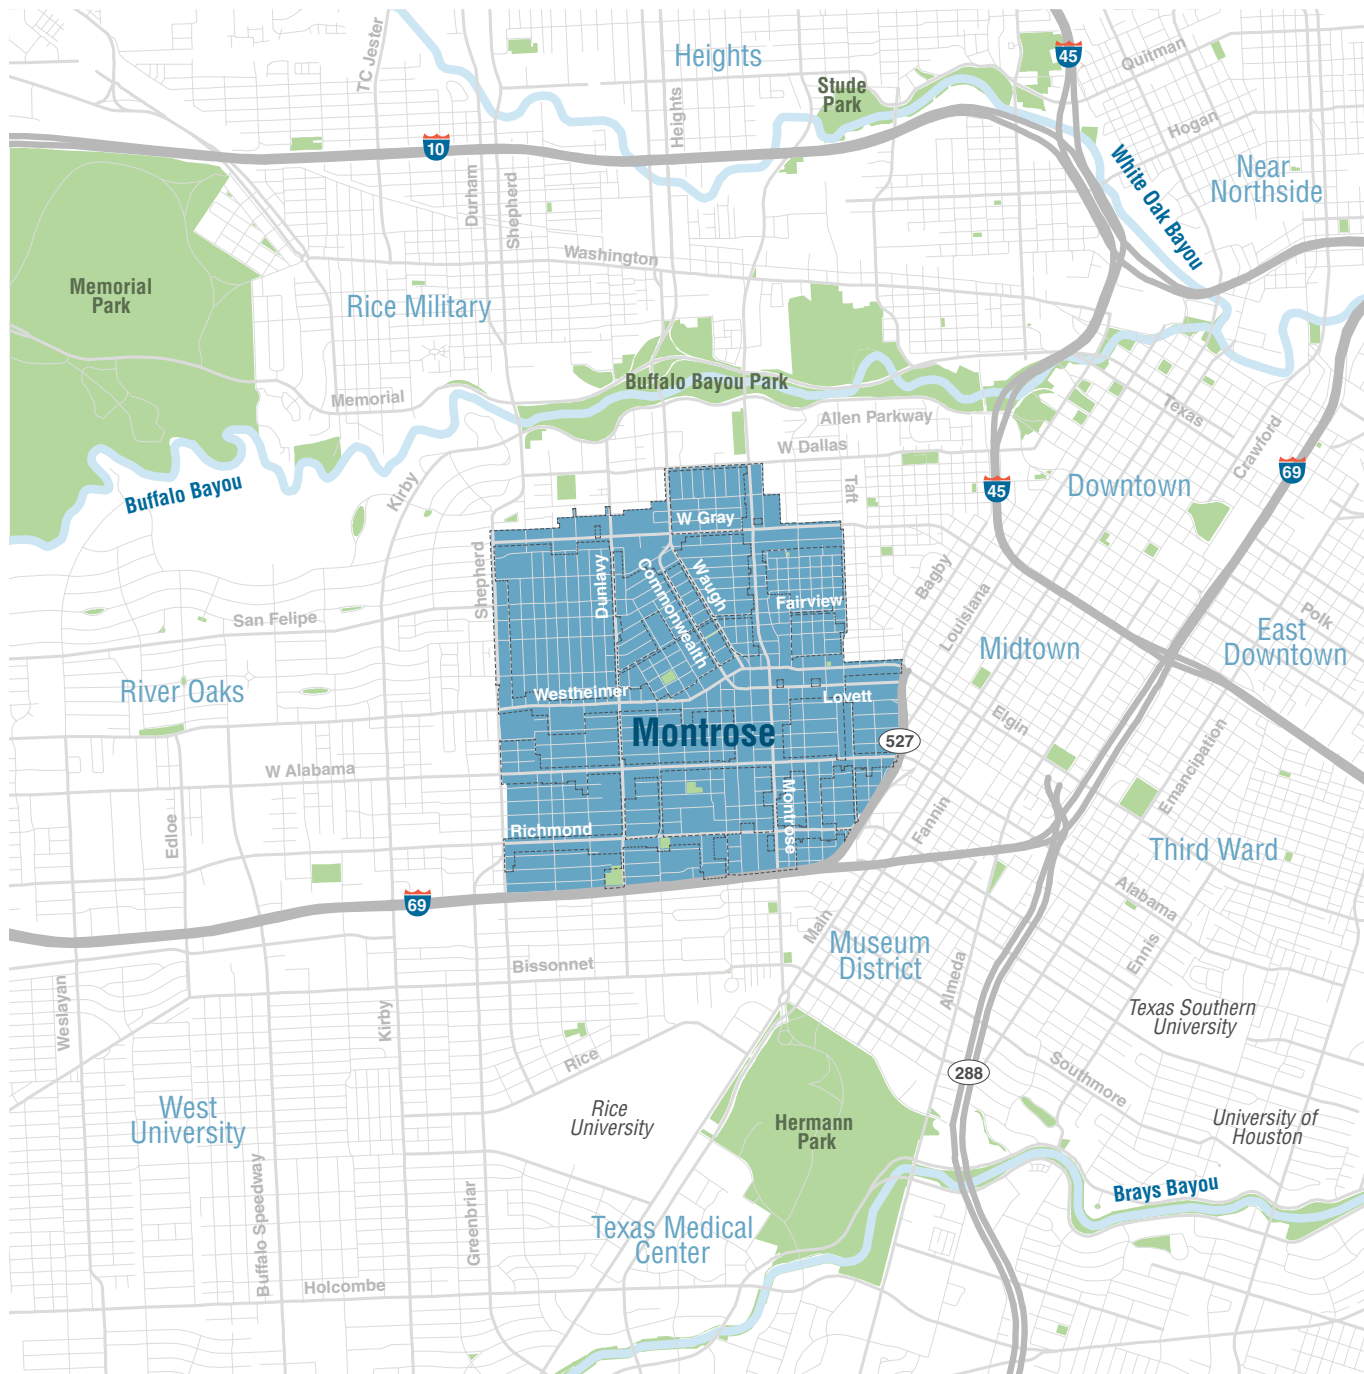 TC Jester
Heights
45
Quitman
Stude
Park
Heights
Hogan
10
White Oak Bayou
Near
Northside
Durham
Shepherd
Washington
Memorial
Park
Rice Military
Buffalo Bayou Park
Memorial
Allen Parkway
Texas
W Dallas
Crawford
Kirby
Buffalo Bayou
Taft
45
Downtown
69
W Gray
Shepherd
Dunlavy
Commonwealth
Waugh
Fairview
Bagby
Louisiana
San Felipe
Polk
East
Downtown
Midtown
River Oaks
Westheimer
Lovett
Elgin
Montrose
527
W Alabama
Emancipation
Edloe
Richmond
Montrose
Fannin
Third Ward
Alabama
69
Main
Museum
District
Ennis
Bissonnet
Almeda
Weslayan
Kirby
Texas Southern
University
Rice
288
Southmore
West
University
Rice
University
Hermann
Park
University of
Houston
Brays Bayou
Buffalo Speedway
Greenbriar
Texas Medical
Center
Holcombe